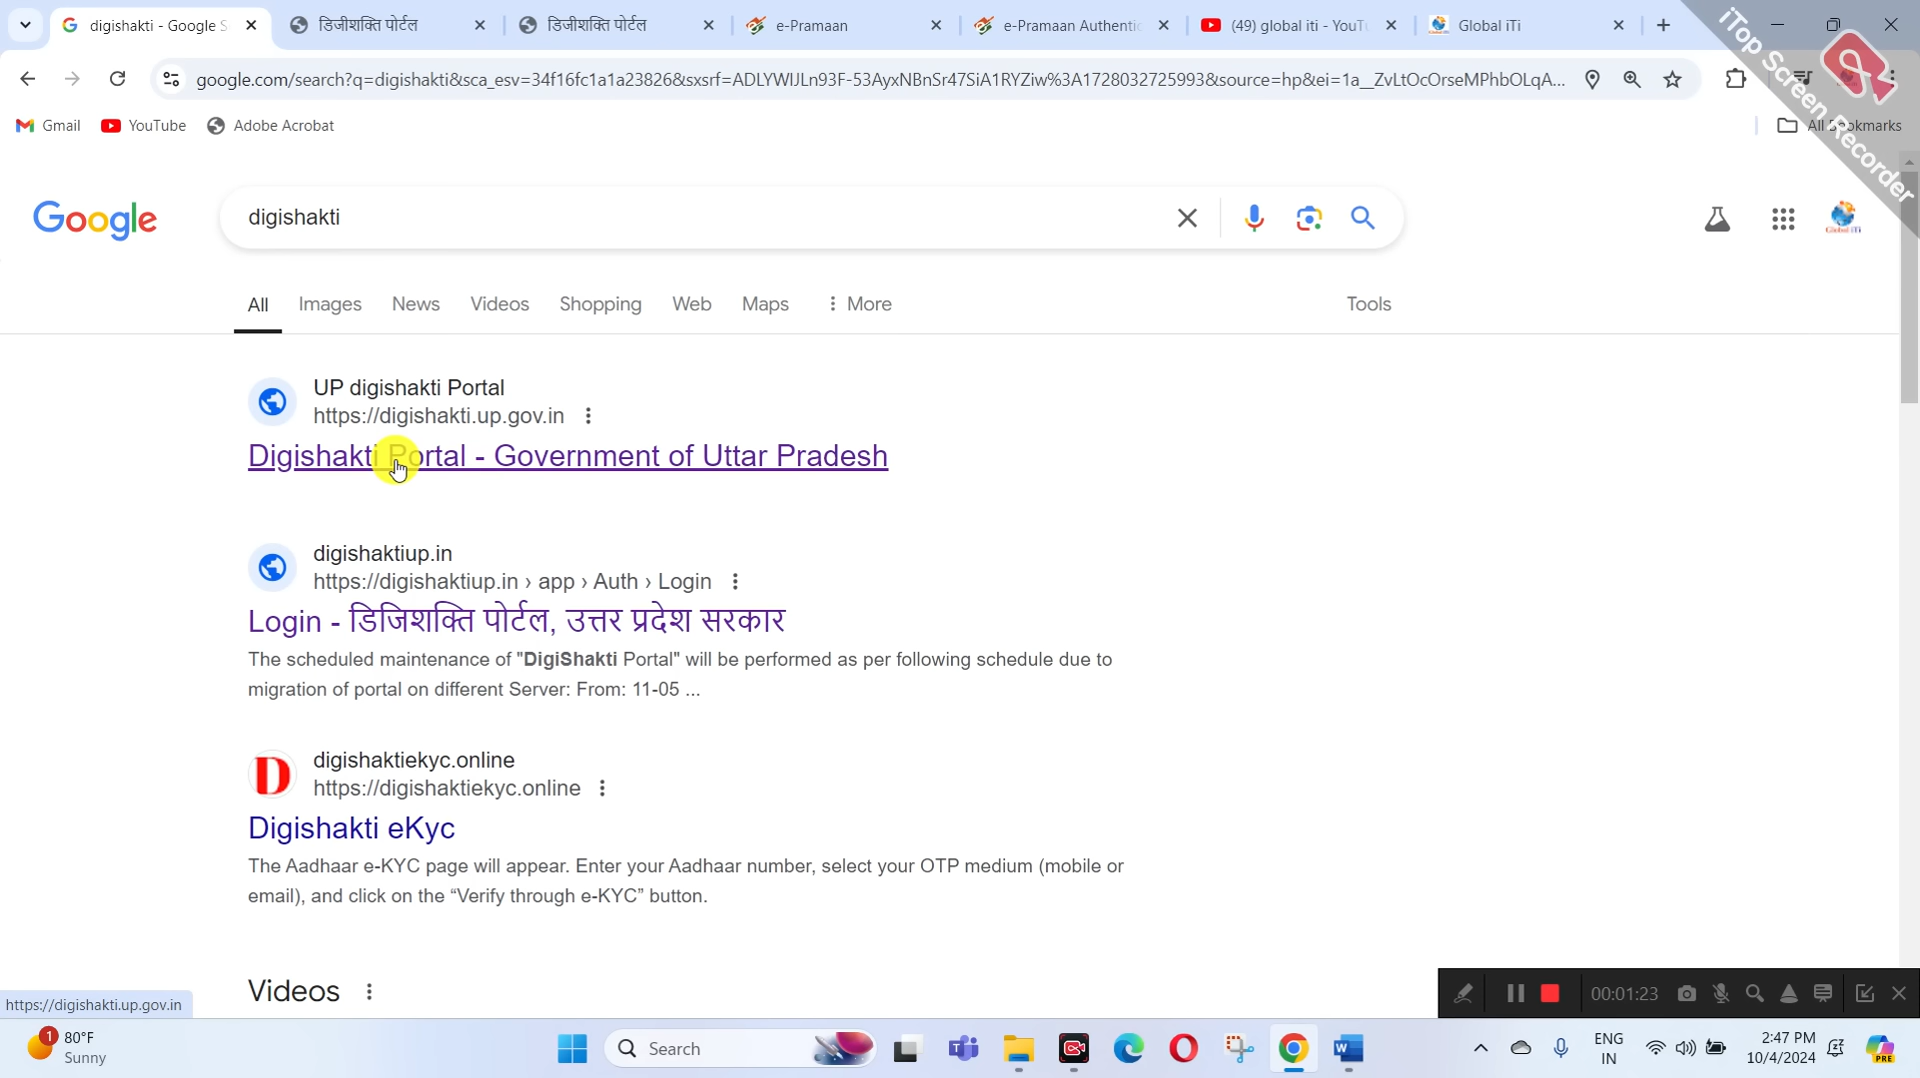 digishakti - Google S
डिजीशक्ति पोर्टल
डिजीशक्ति पोर्टल
e-Pramaan
e-Pramaan Authentic
(49) global iti - YouTu
Global iTi
google.com/search?q=digishakti&sca_esv=34f16fc1a1a23826&sxsrf=ADLYWIJLn93F-53AyxNBnSr47SiA1RYZiw%3A1728032725993&source=hp&ei=1a__ZvLtOcOrseMPhbOLqA...
iTop Screen Recorder
Gmail
YouTube
Adobe Acrobat
All Bookmarks
Google
digishakti
Global iTi
All
Images
News
Videos
Shopping
Web
Maps
More
Tools
UP digishakti Portal
https://digishakti.up.gov.in
Digishakti Portal - Government of Uttar Pradesh
digishaktiup.in
https://digishaktiup.in › app › Auth › Login
Login - डिजिशक्ति पोर्टल, उत्तर प्रदेश सरकार
The scheduled maintenance of "DigiShakti Portal" will be performed as per following schedule due to
migration of portal on different Server: From: 11-05 ...
D
digishaktiekyc.online
https://digishaktiekyc.online
Digishakti eKyc
The Aadhaar e-KYC page will appear. Enter your Aadhaar number, select your OTP medium (mobile or
email), and click on the “Verify through e-KYC” button.
Videos
https://digishakti.up.gov.in
00:01:23
1
80°F
Sunny
Search
ENG
IN
2:47 PM
10/4/2024
PRE